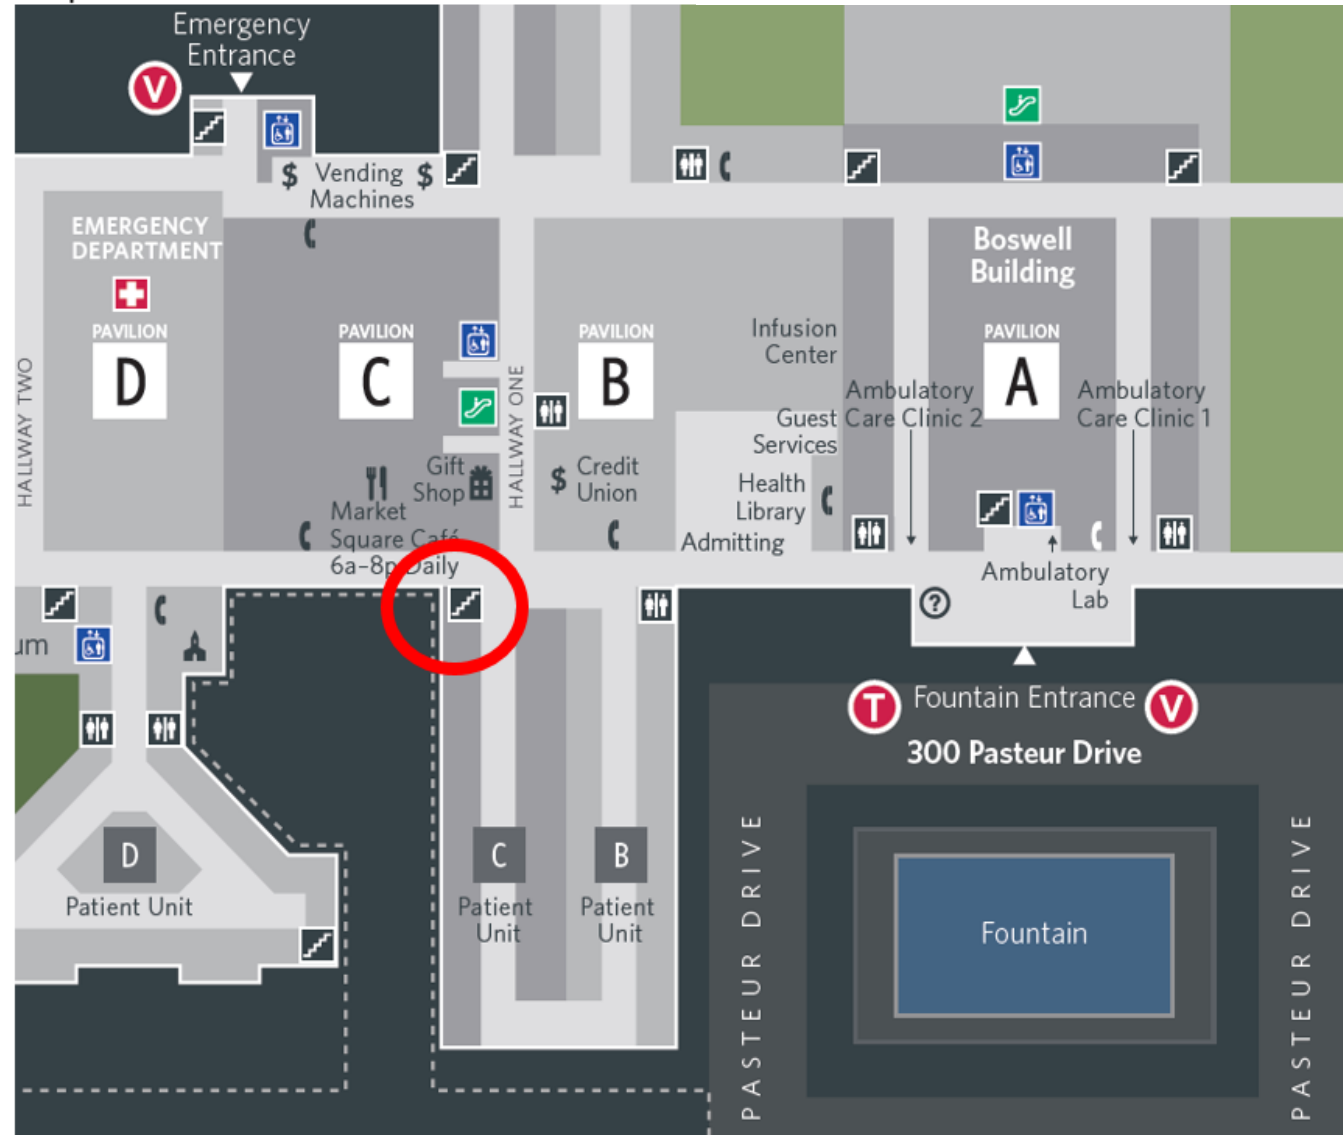 Emergency
Entrance
V
$ Vending $
Machines
EMERGENCY
DEPARTMENT
Boswell
Building
PAVILION
D
PAVILION
C
PAVILION
B
PAVILION
A
Infusion
Center
HALLWAY TWO
HALLWAY ONE
Ambulatory
Care Clinic 2
Ambulatory
Care Clinic 1
Guest
Services
Gift
Shop
$ Credit
Union
Health
Library
Market
Square Café
6a–8p Daily
Admitting
Ambulatory
Lab
?
um
T
Fountain Entrance
V
300 Pasteur Drive
D
Patient Unit
C
Patient
Unit
B
Patient
Unit
PASTEUR DRIVE
Fountain
PASTEUR DRIVE